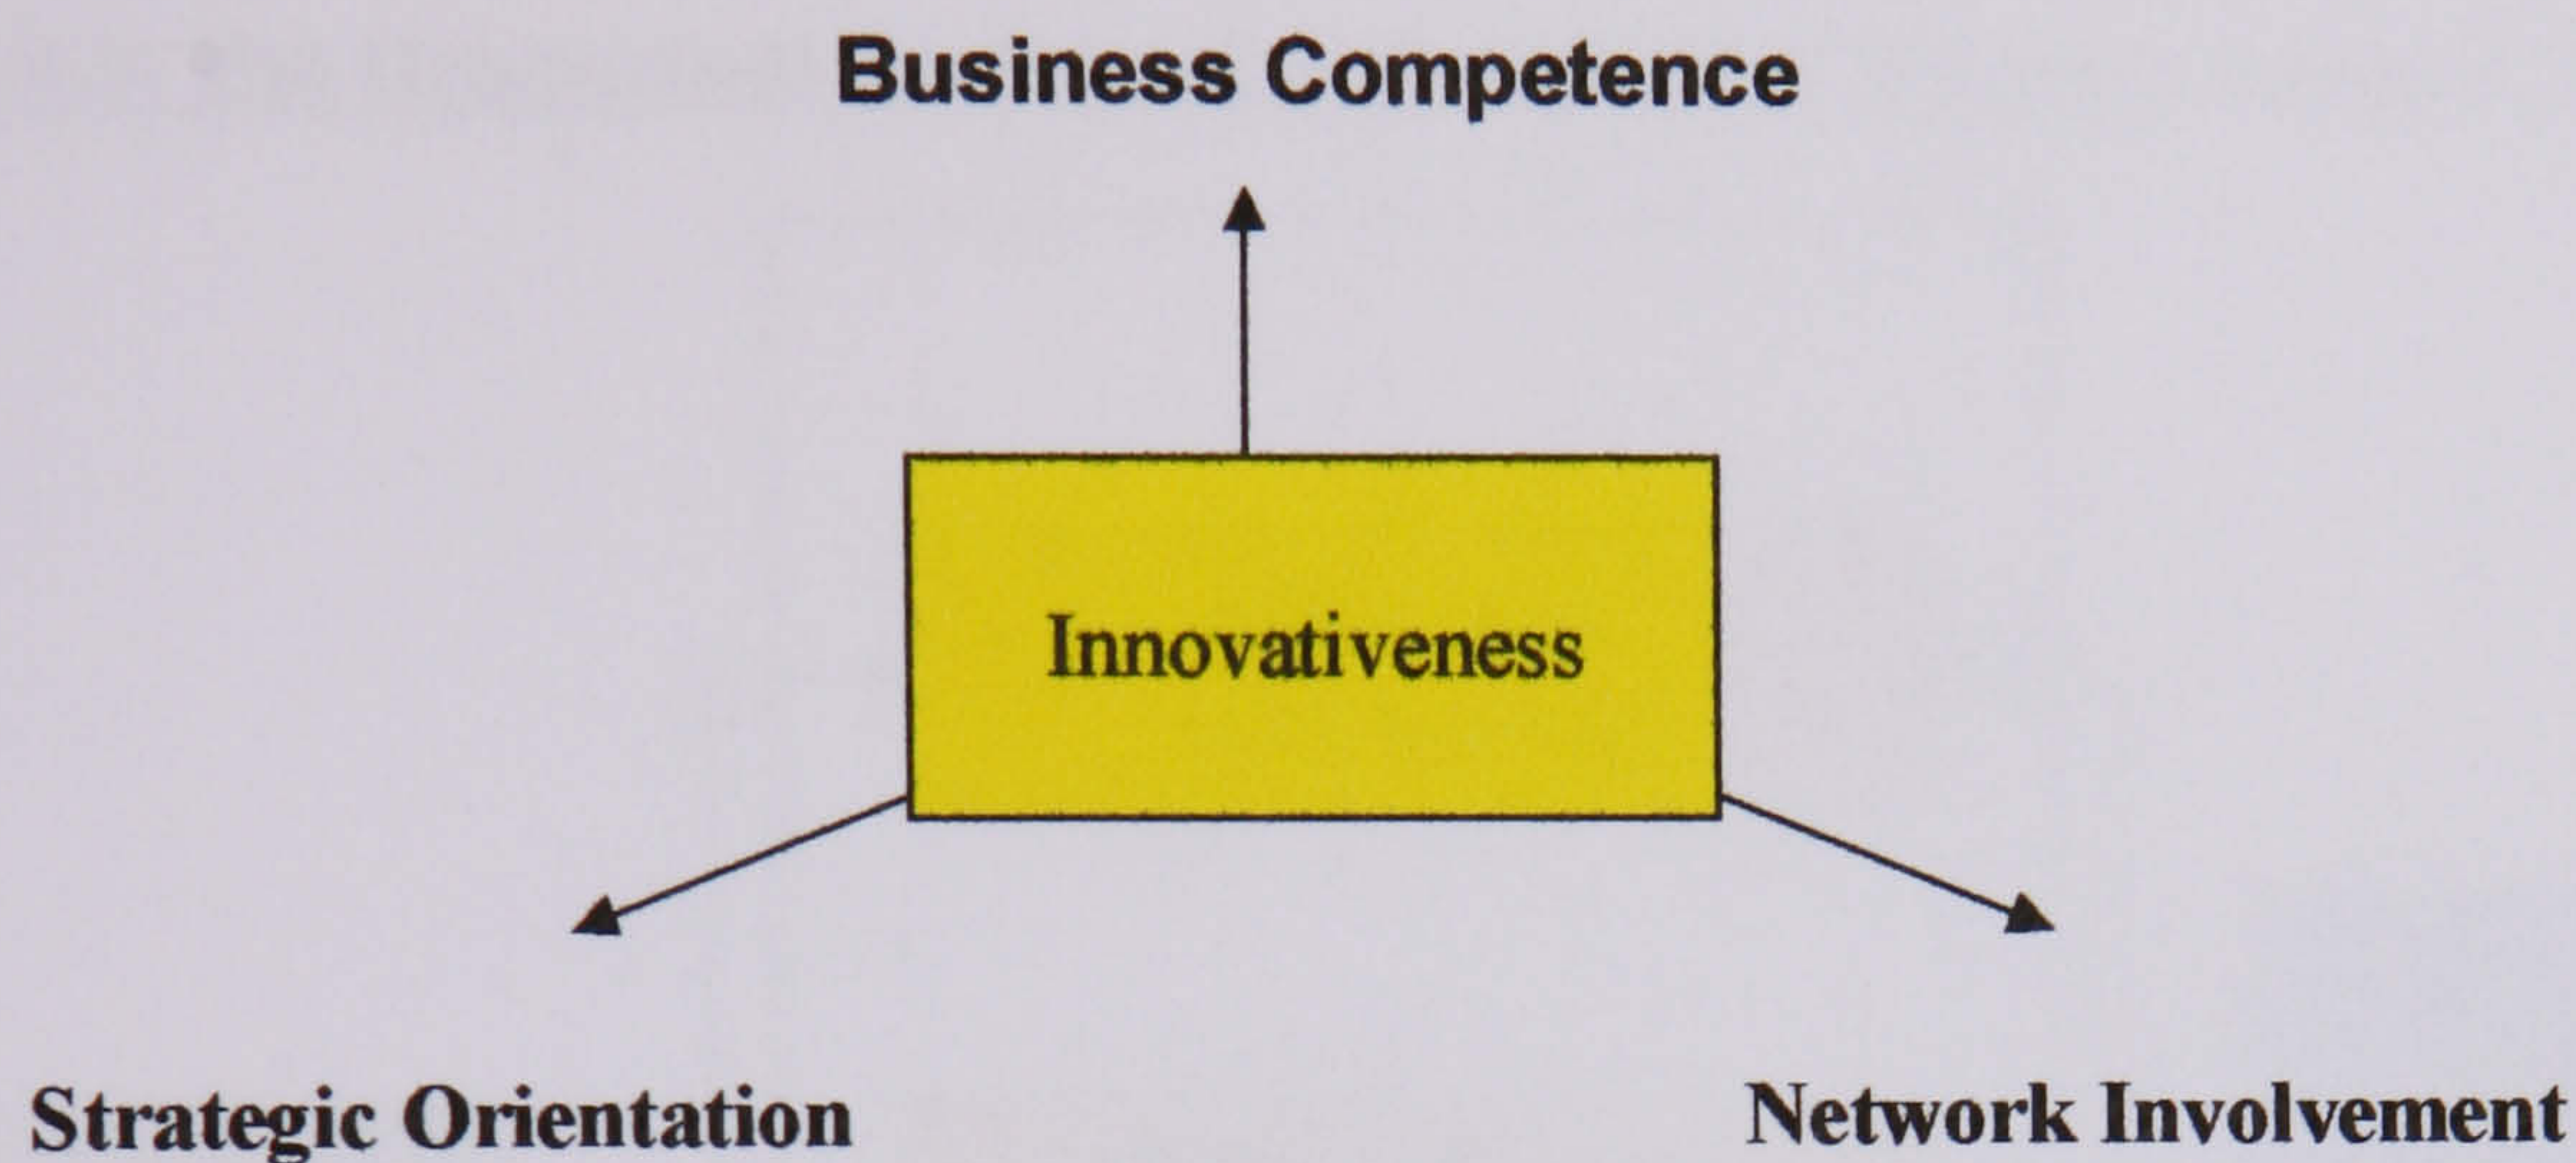 Business Competence
Innovativeness
Strategic Orientation
Network Involvement